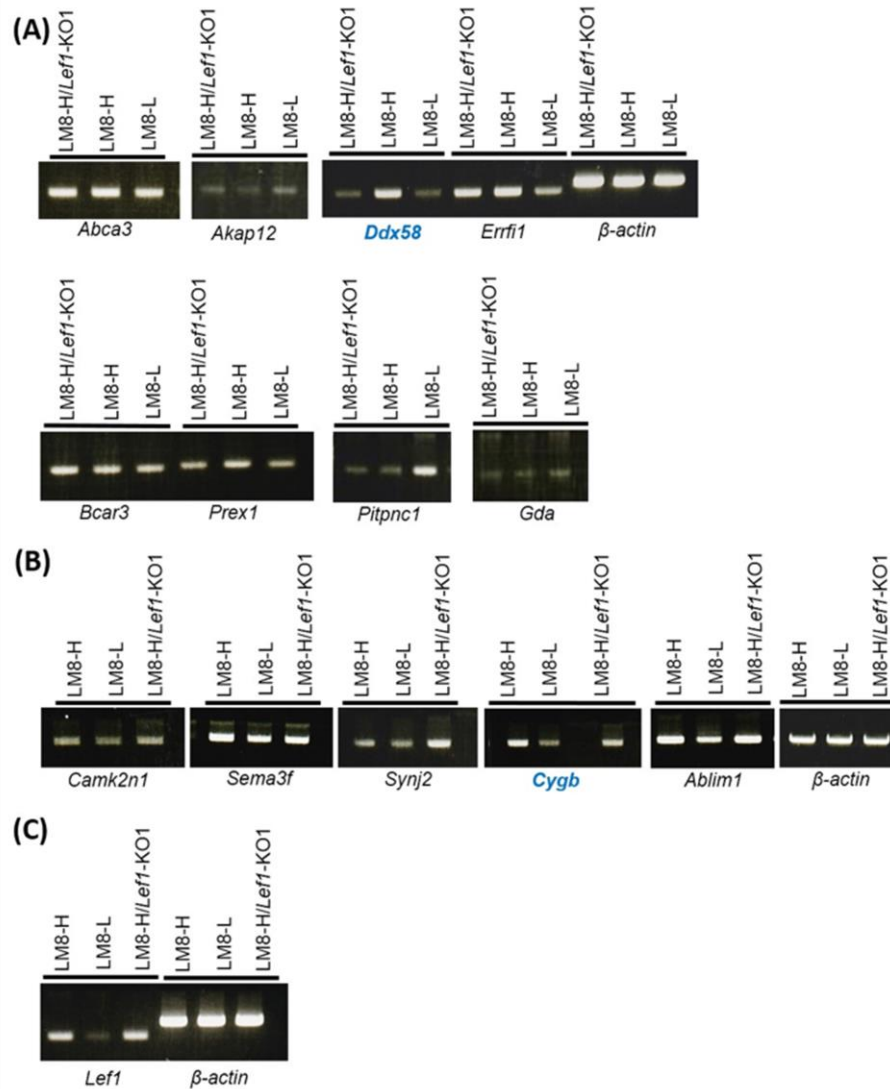 (A)
LM8-H/Lef1-KO1 LM8-H LM8-L LM8-H/Lef1-KO1 LM8-H LM8-L LM8-H/Lef1-KO1 LM8-H LM8-L LM8-H/Lef1-KO1 LM8-H LM8-L LM8-H/Lef1-KO1 LM8-H LM8-L
Abca3 Akap12 Ddx58 Errfi1 β-actin
LM8-H/Lef1-KO1 LM8-H LM8-L LM8-H/Lef1-KO1 LM8-H LM8-L LM8-H/Lef1-KO1 LM8-H LM8-L LM8-H/Lef1-KO1 LM8-H LM8-L
Bcar3 Prex1 Pitpnc1 Gda
(B)
LM8-H LM8-L LM8-H/Lef1-KO1 LM8-H LM8-L LM8-H/Lef1-KO1 LM8-H LM8-L LM8-H/Lef1-KO1 LM8-H LM8-L LM8-H/Lef1-KO1 LM8-H LM8-L LM8-H/Lef1-KO1 LM8-H LM8-L LM8-H/Lef1-KO1
Camk2n1 Sema3f Synj2 Cygb Ablim1 β-actin
(C)
LM8-H LM8-L LM8-H/Lef1-KO1 LM8-H LM8-L LM8-H/Lef1-KO1
Lef1 β-actin